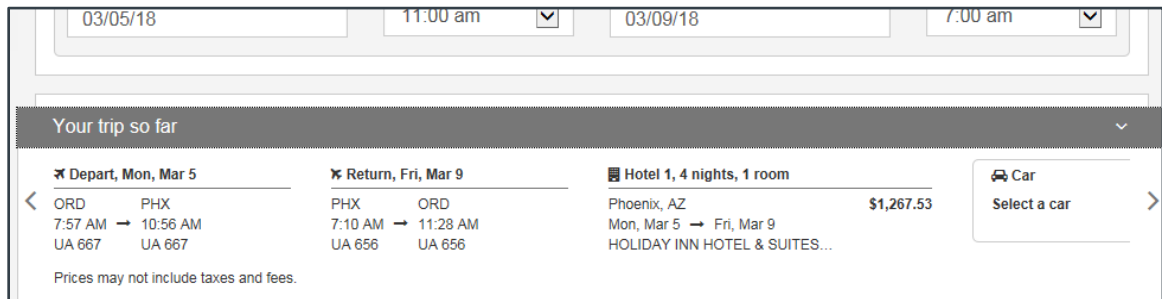 03/05/18 11:00 am 03/09/18 7:00 am
Your trip so far
Depart, Mon, Mar 5
ORD PHX
7:57 AM → 10:56 AM
UA 667 UA 667
Return, Fri, Mar 9
PHX ORD
7:10 AM → 11:28 AM
UA 656 UA 656
Hotel 1, 4 nights, 1 room
Phoenix, AZ $1,267.53
Mon, Mar 5 → Fri, Mar 9
HOLIDAY INN HOTEL & SUITES...
Car
Select a car
Prices may not include taxes and fees.